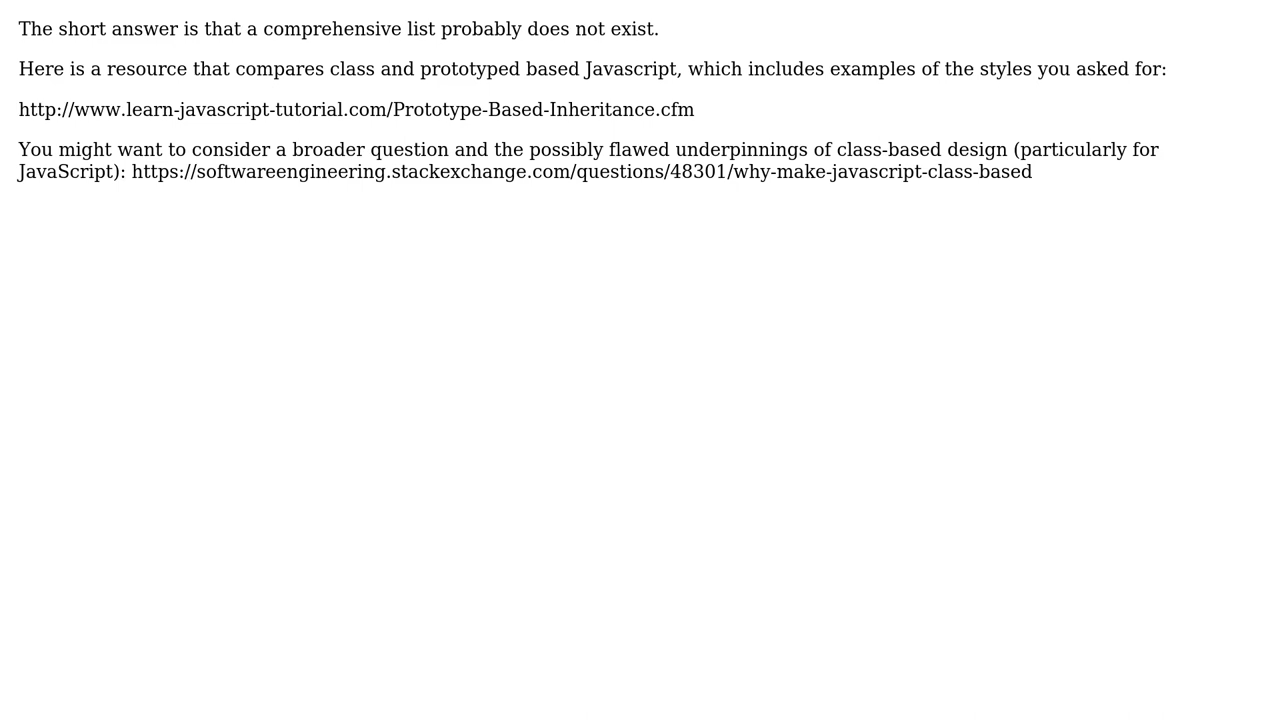 The short answer is that a comprehensive list probably does not exist.
Here is a resource that compares class and prototyped based Javascript, which includes examples of the styles you asked for:
http://www.learn-javascript-tutorial.com/Prototype-Based-Inheritance.cfm
You might want to consider a broader question and the possibly flawed underpinnings of class-based design (particularly for
JavaScript): https://softwareengineering.stackexchange.com/questions/48301/why-make-javascript-class-based